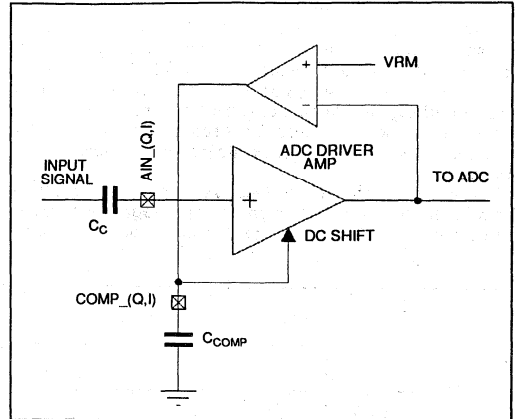 +
VRM
−
AIN_(Q,I)
ADC DRIVER
AMP
INPUT
SIGNAL
TO ADC
+
C_C
DC SHIFT
COMP_(Q,I)
C_COMP